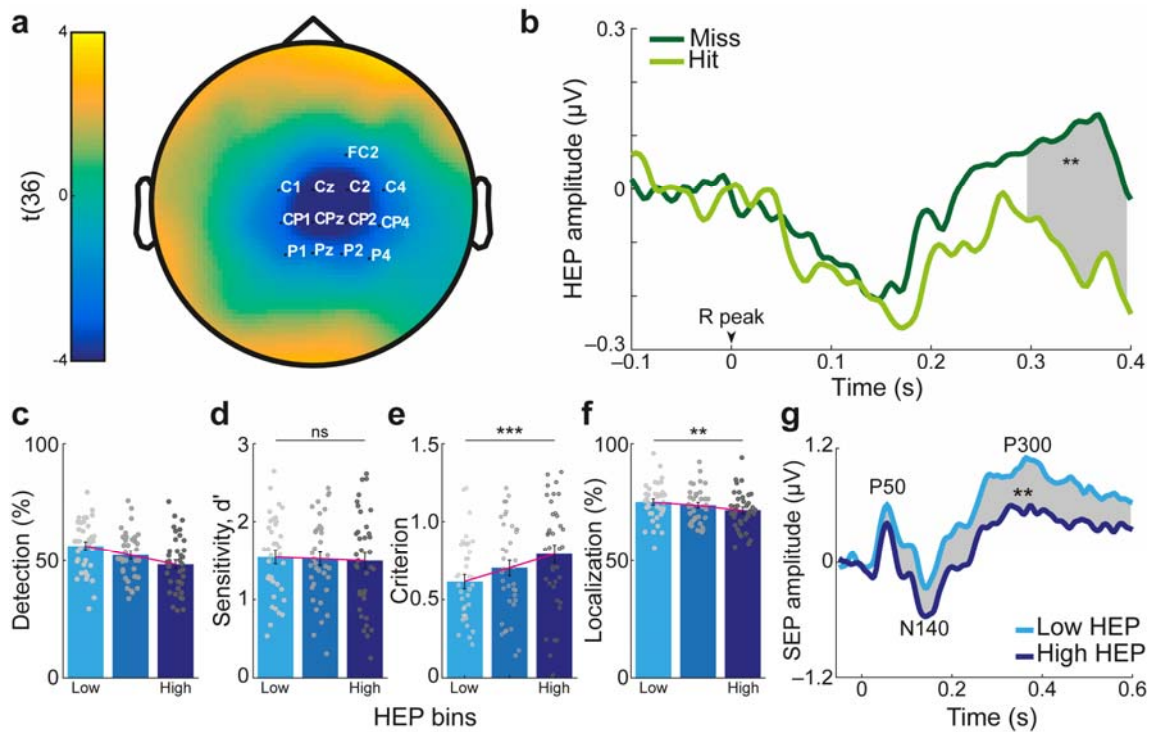 a
4
0
-4
t(36)
FC2
C1 Cz C2 C4
CP1 CPz CP2 CP4
P1 Pz P2 P4
b
0.3
0
–0.3
HEP amplitude (µV)
Miss
Hit
**
R peak
-0.1 0 0.1 0.2 0.3 0.4
Time (s)
c
100
50
0
Detection (%)
Low High
d
ns
3
2
1
0
Sensitivity, d'
Low High
e
***
1.5
1.0
0.5
0
Criterion
Low High
f
**
100
50
0
Localization (%)
Low High
HEP bins
g
1.2
0
–1.2
SEP amplitude (µV)
P50
P300
**
N140
Low HEP
High HEP
0 0.2 0.4 0.6
Time (s)